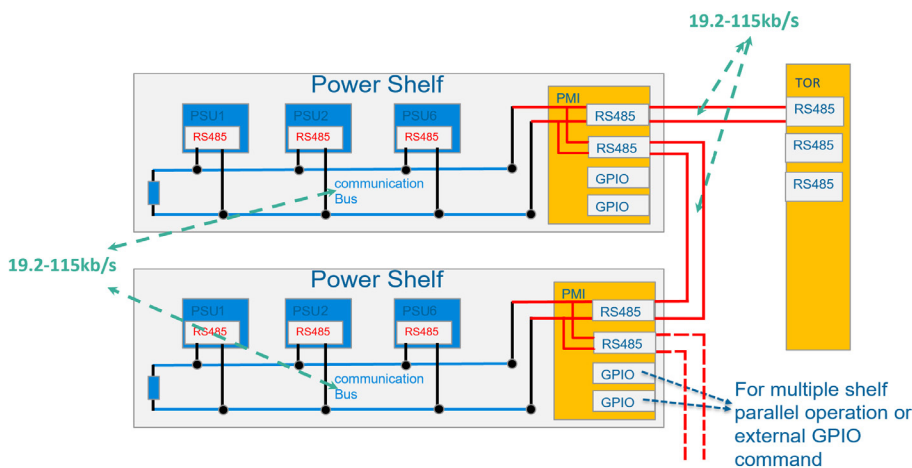 19.2-115kb/s
Power Shelf
PSU1
RS485
PSU2
RS485
PSU6
RS485
communication
Bus
PMI
RS485
RS485
GPIO
GPIO
TOR
RS485
RS485
RS485
19.2-115kb/s
Power Shelf
PSU1
RS485
PSU2
RS485
PSU6
RS485
communication
Bus
PMI
RS485
RS485
GPIO
GPIO
For multiple shelf
parallel operation or
external GPIO
command